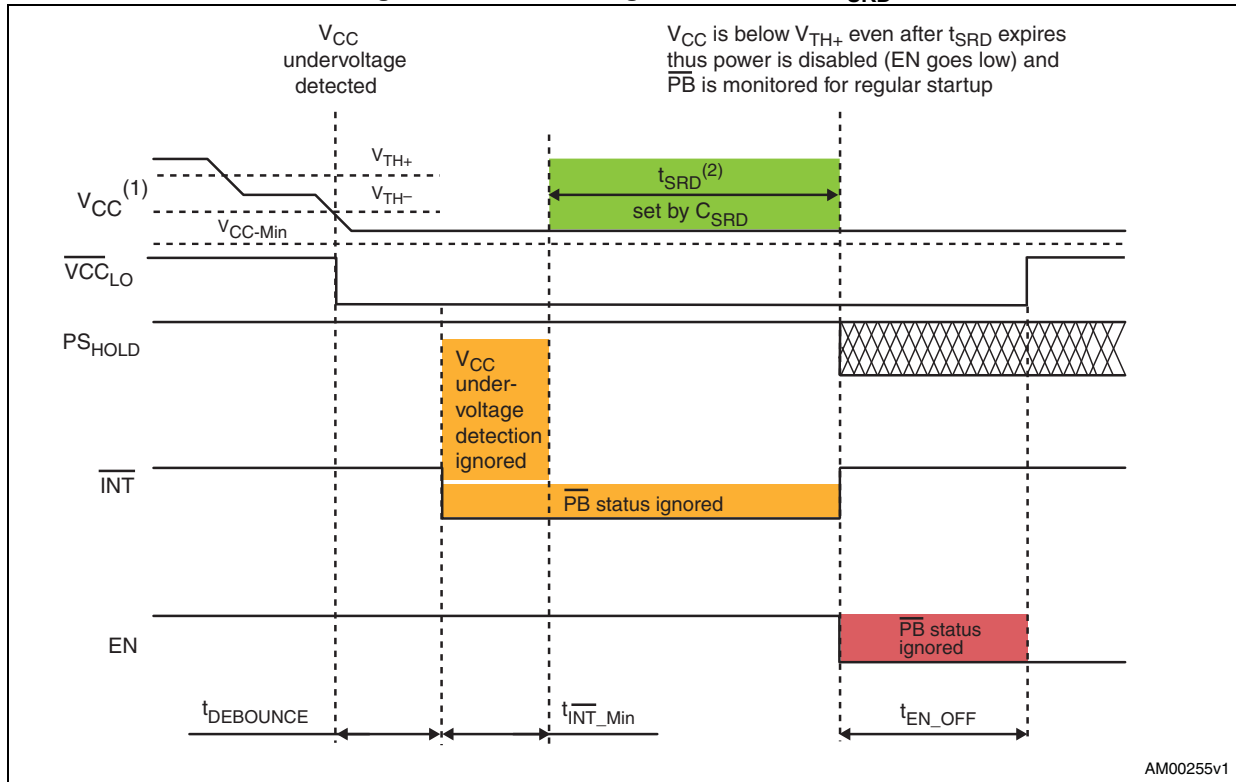 SRD
VCC
undervoltage
detected
VCC is below VTH+ even after tSRD expires
thus power is disabled (EN goes low) and
PB is monitored for regular startup
VTH+
VCC(1)
VTH–
VCC-Min
tSRD(2)
set by CSRD
VCCLO
PSHOLD
VCC
under-
voltage
detection
ignored
INT
PB status ignored
EN
PB status
ignored
tDEBOUNCE
tINT_Min
tEN_OFF
AM00255v1